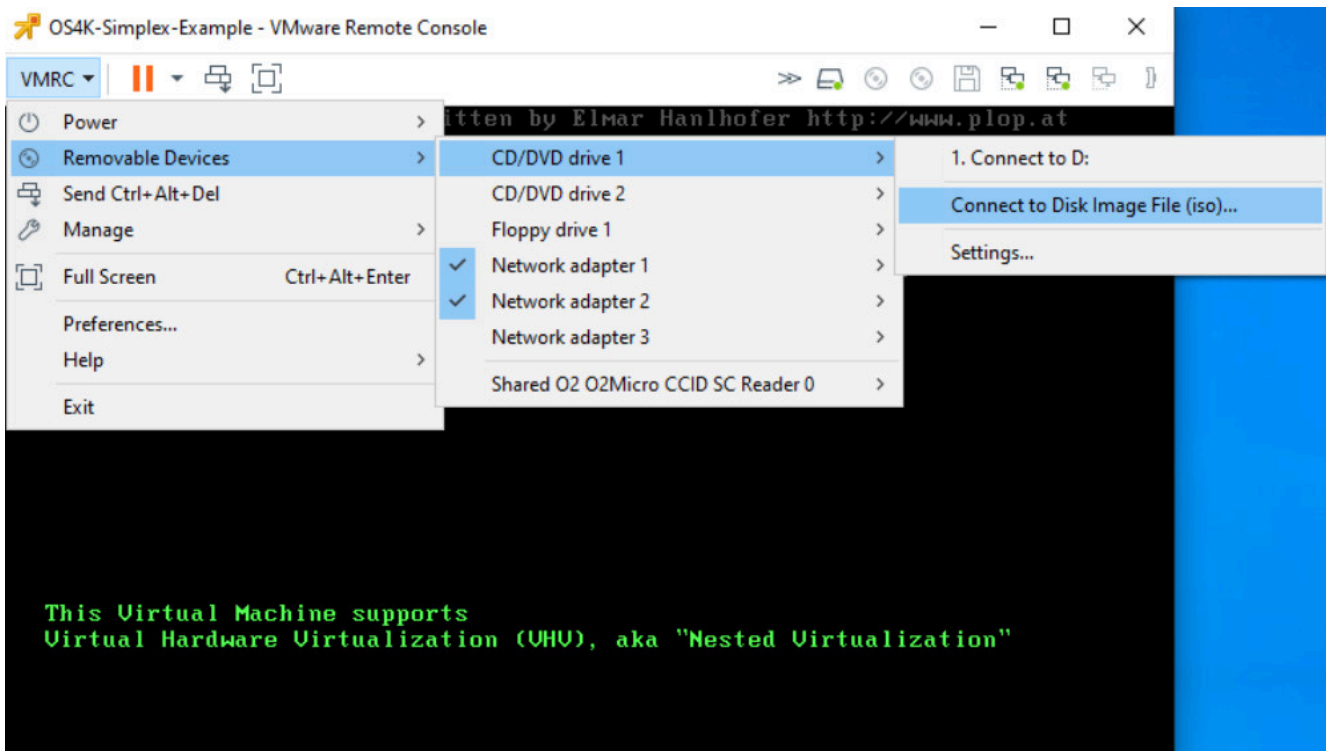 OS4K-Simplex-Example - VMware Remote Console
VMRC
itten by Elmar Hanlhofer http://www.plop.at
Power
Removable Devices
Send Ctrl+Alt+Del
Manage
Full Screen Ctrl+Alt+Enter
Preferences...
Help
Exit
CD/DVD drive 1
CD/DVD drive 2
Floppy drive 1
Network adapter 1
Network adapter 2
Network adapter 3
Shared O2 O2Micro CCID SC Reader 0
1. Connect to D:
Connect to Disk Image File (iso)...
Settings...
This Virtual Machine supports
Virtual Hardware Virtualization (VHV), aka "Nested Virtualization"